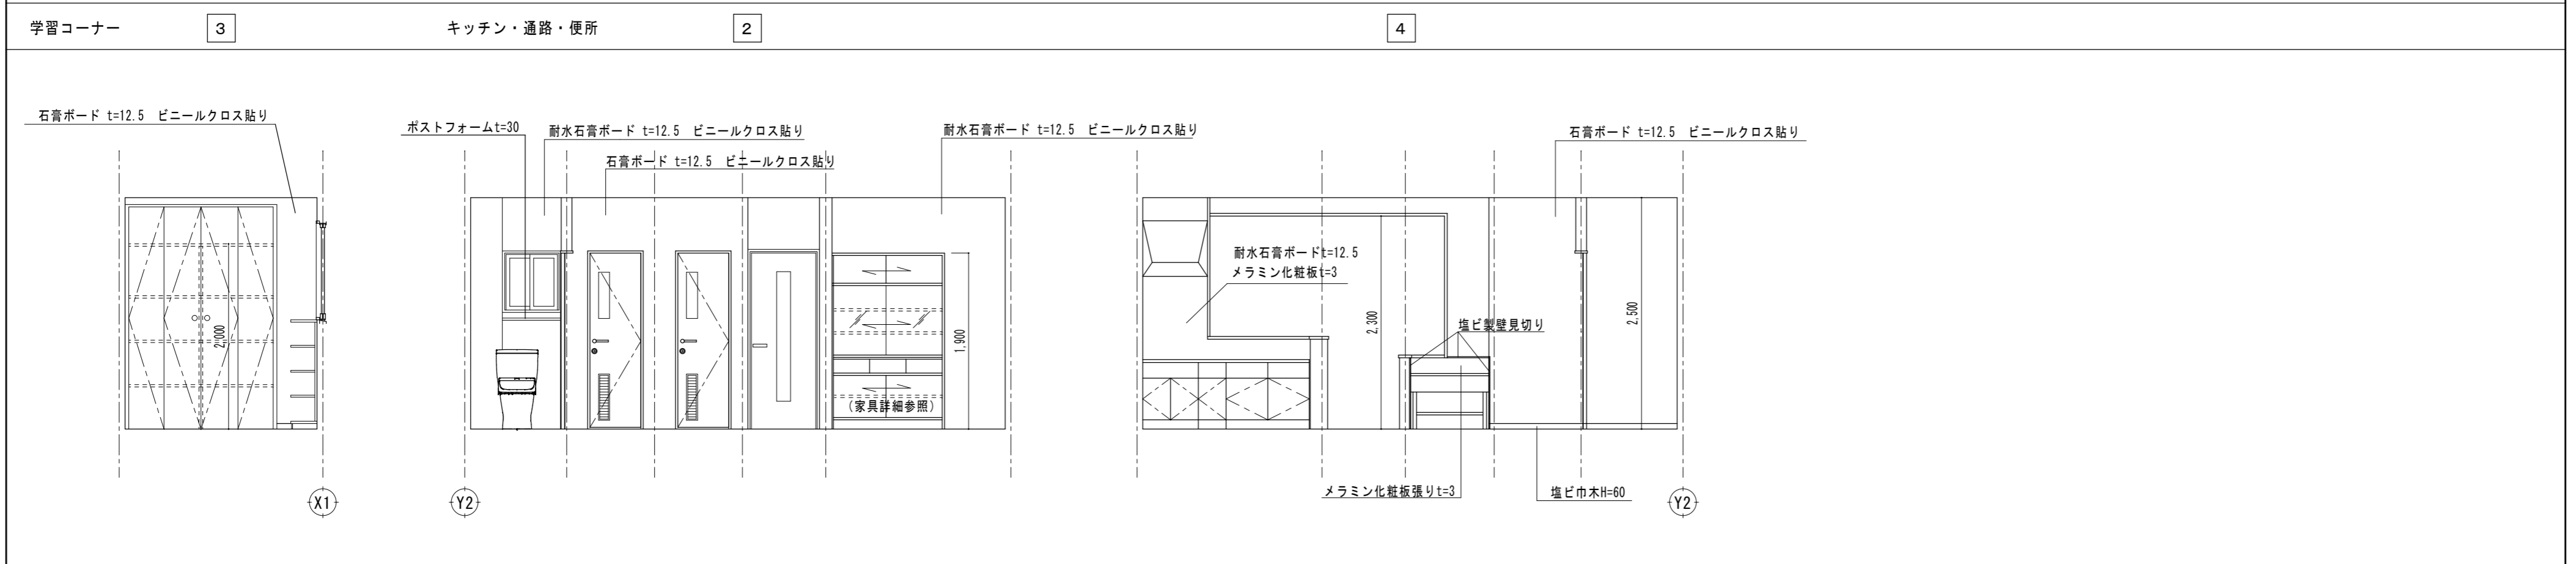 学習コーナー
3
キッチン・通路・便所
2
4
石膏ボード t=12.5 ビニールクロス貼り
ポストフォームt=30
耐水石膏ボード t=12.5 ビニールクロス貼り
石膏ボード t=12.5 ビニールクロス貼り
耐水石膏ボード t=12.5 ビニールクロス貼り
石膏ボード t=12.5 ビニールクロス貼り
耐水石膏ボードt=12.5
メラミン化粧板t=3
2,000
1,900
(家具詳細参照)
2,300
塩ビ製壁見切り
2,500
メラミン化粧板張りt=3
塩ビ巾木H=60
X1
Y2
Y2